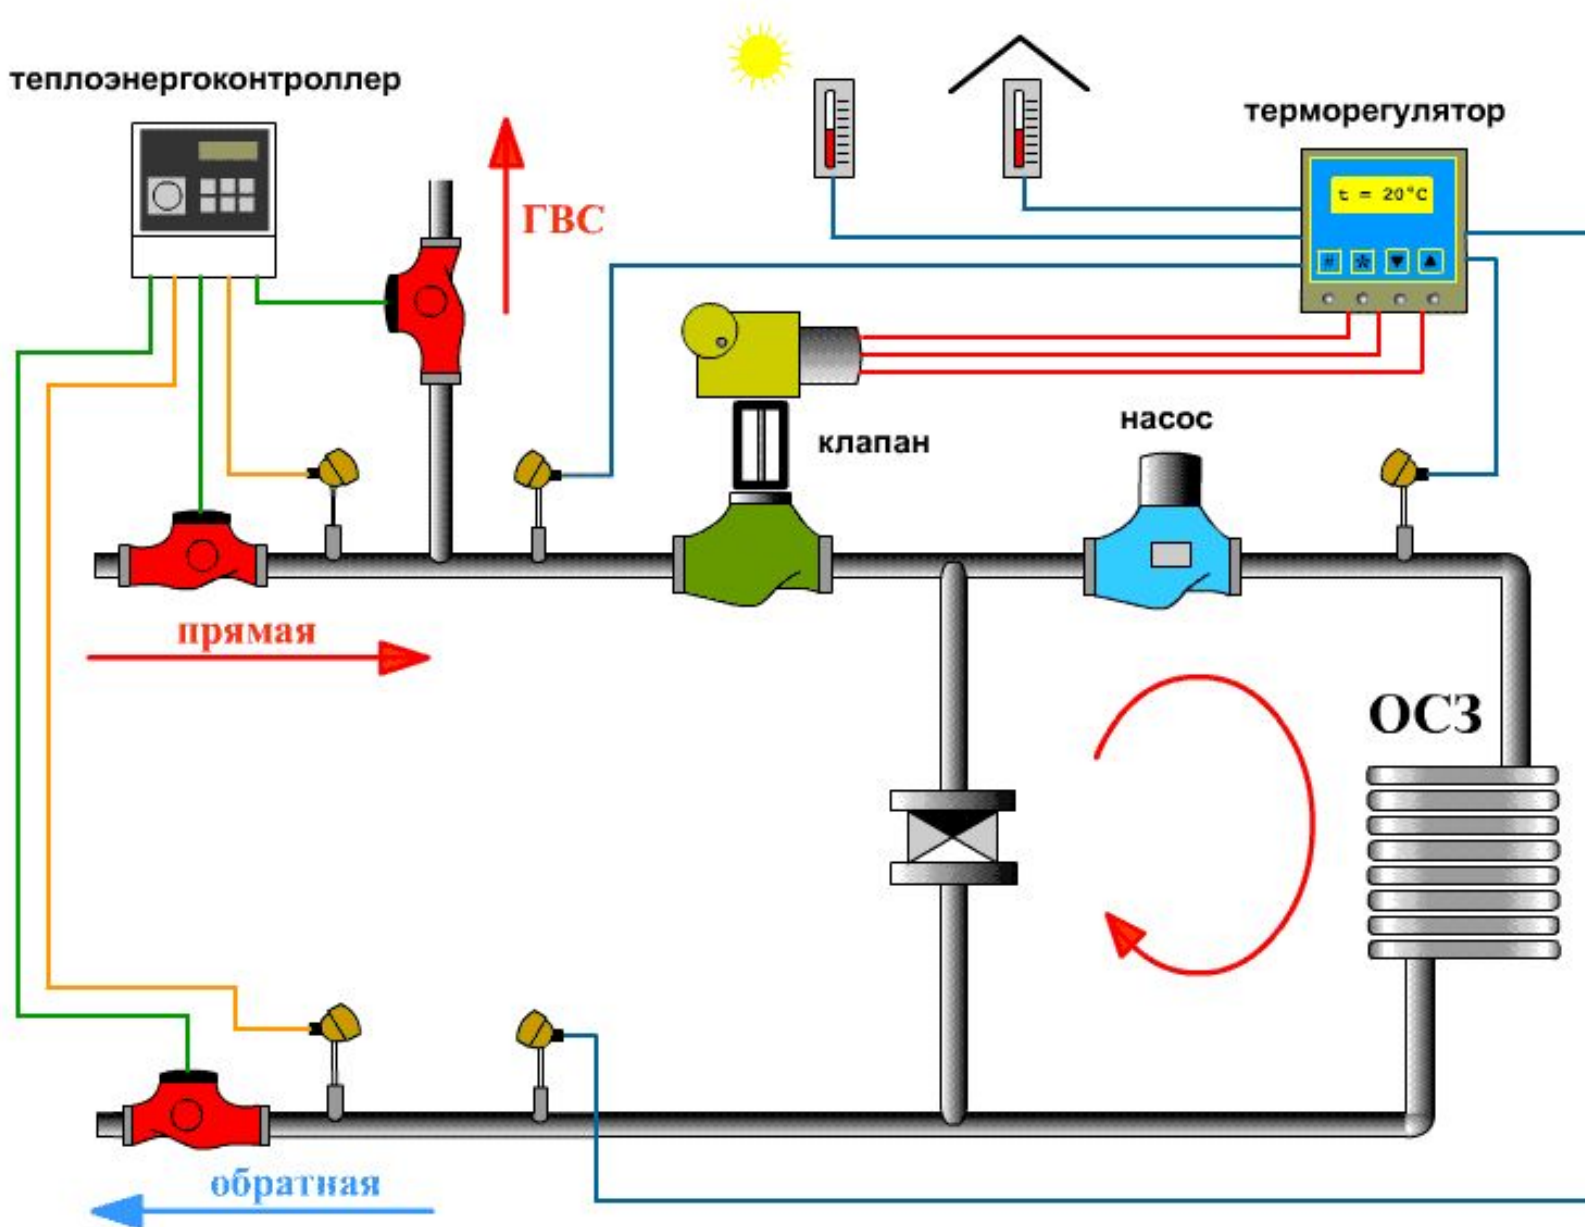 теплоэнергоконтроллер
терморегулятор
t = 20°C
# * ▼ ▲
ГВС
клапан
насос
прямая
ОСЗ
обратная